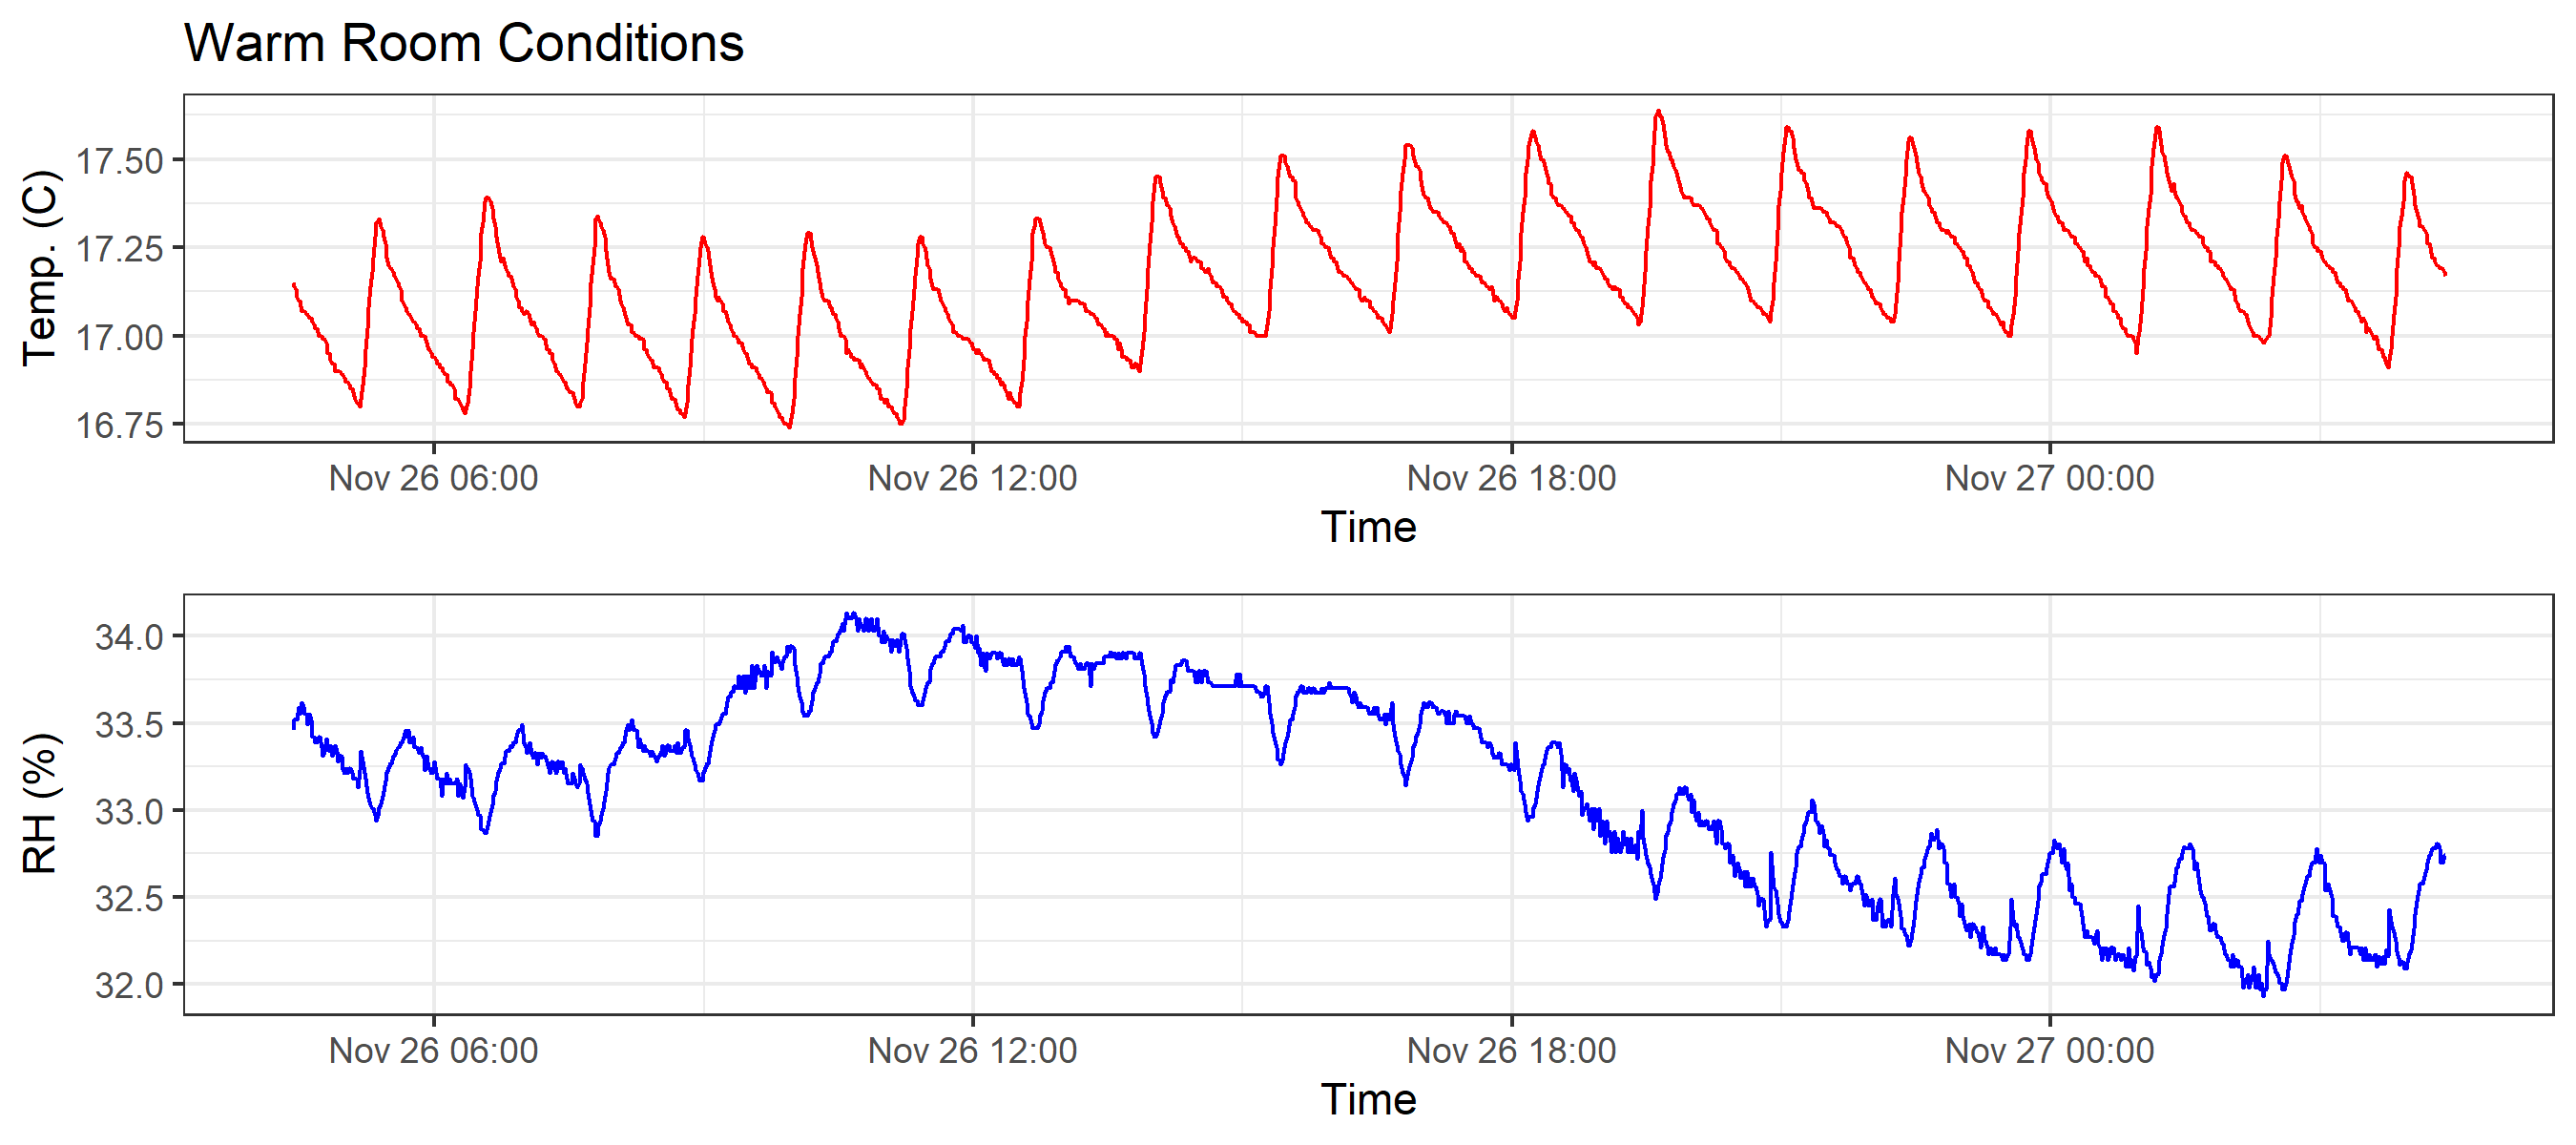 Warm Room Conditions
Temp. (C)
17.50
17.25
17.00
16.75
Nov 26 06:00 Nov 26 12:00 Nov 26 18:00 Nov 27 00:00
Time
RH (%)
34.0
33.5
33.0
32.5
32.0
Nov 26 06:00 Nov 26 12:00 Nov 26 18:00 Nov 27 00:00
Time